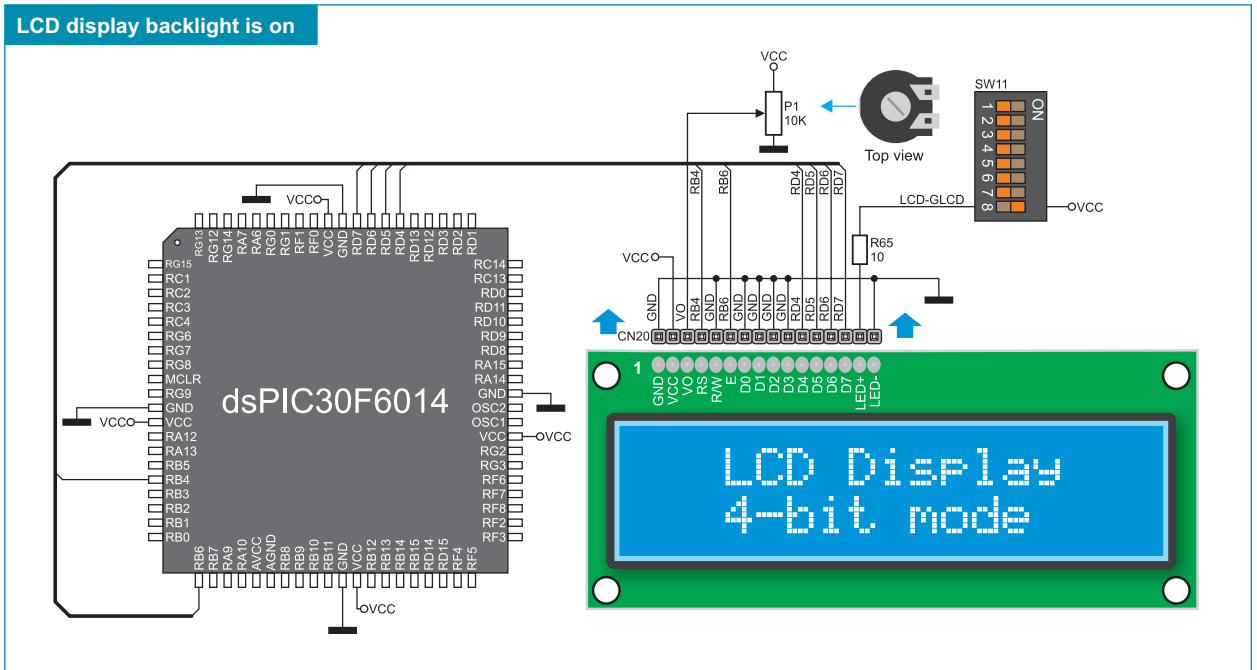 LCD display backlight is on
VCC
P1
10K
Top view
SW11
ON
1
2
3
4
5
6
7
8
LCD-GLCD
VCC
R65
10
VCC
VCC
RB4
RB6
RD4
RD5
RD6
RD7
GND
VO
RB4
GND
RB6
GND
GND
GND
GND
RD4
RD5
RD6
RD7
CN20
1
GND
VCC
VO
RS
R/W
E
D0
D1
D2
D3
D4
D5
D6
D7
LED+
LED-
LCD Display
4-bit mode
RG13
RG12
RG14
RA7
RA6
RG0
RG1
RF1
RF0
VCC
GND
RD7
RD6
RD5
RD4
RD13
RD12
RD3
RD2
RD1
RG15
RC1
RC2
RC3
RC4
RG6
RG7
RG8
MCLR
RG9
GND
VCC
VCC
RA12
RA13
RB5
RB4
RB3
RB2
RB1
RB0
dsPIC30F6014
RC14
RC13
RD0
RD11
RD10
RD9
RD8
RA15
RA14
GND
OSC2
OSC1
VCC
VCC
RG2
RG3
RF6
RF7
RF8
RF2
RF3
RB6
RB7
RA9
RA10
AVCC
AGND
RB8
RB9
RB10
RB11
GND
VCC
RB12
RB13
RB14
RB15
RD14
RD15
RF4
RF5
VCC